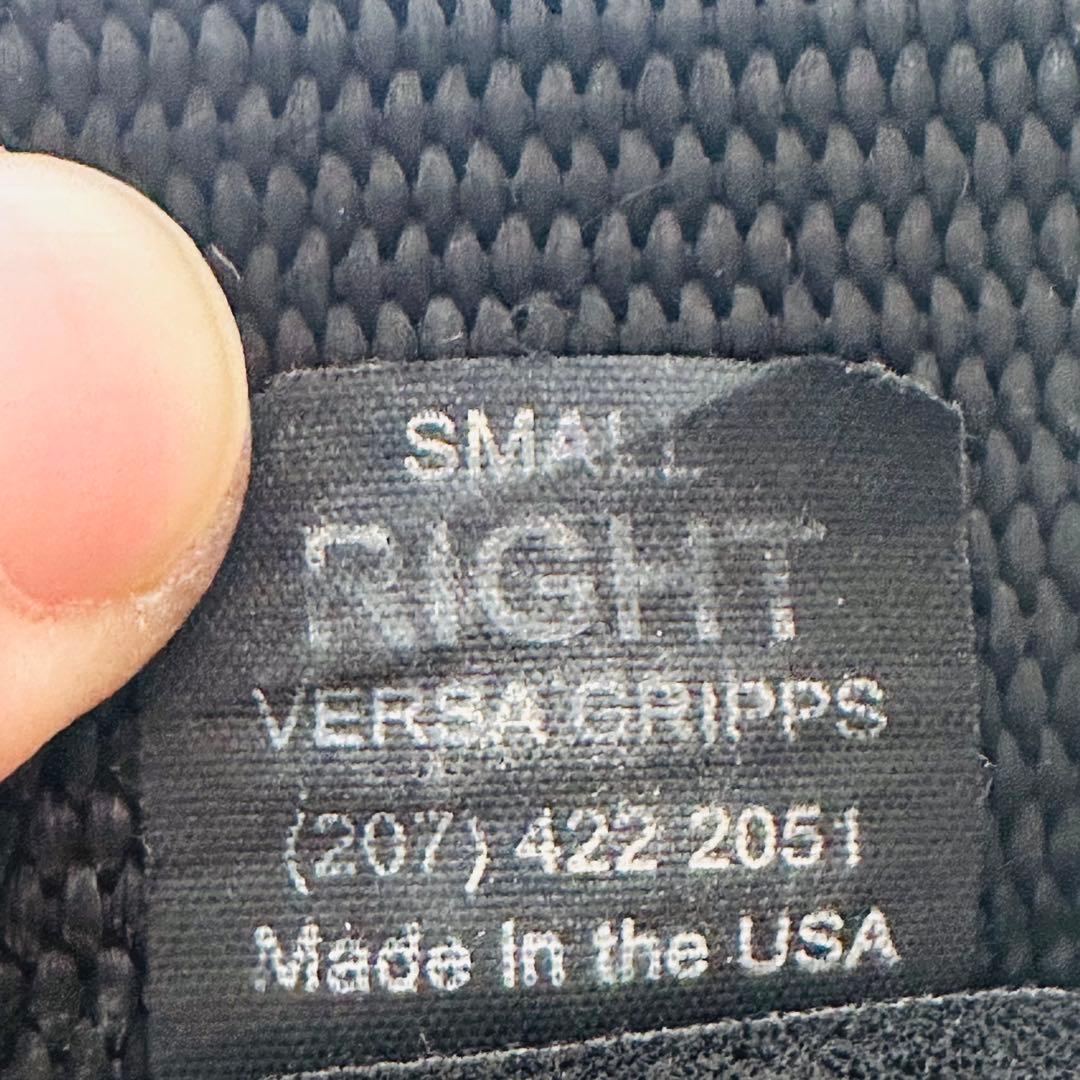 SMALL
RIGHT
VERSA GRIPPS
(207) 422 2051
Made in the USA